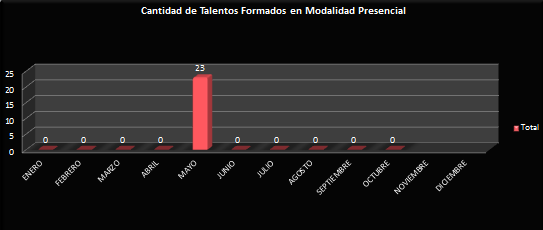 Cantidad de Talentos Formados en Modalidad Presencial
25
20
15
10
5
0
0 0 0 0 23 0 0 0 0 0
ENERO
FEBRERO
MARZO
ABRIL
MAYO
JUNIO
JULIO
AGOSTO
SEPTIEMBRE
OCTUBRE
NOVIEMBRE
DICIEMBRE
Total